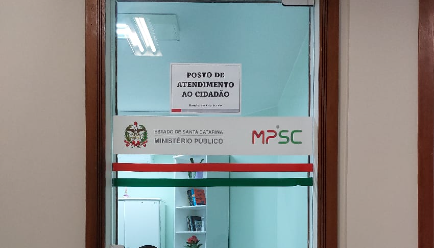 POSTO DE
ATENDIMENTO
AO CIDADÃO
ESTADO DE SANTA CATARINA
MINISTÉRIO PÚBLICO
MPSC